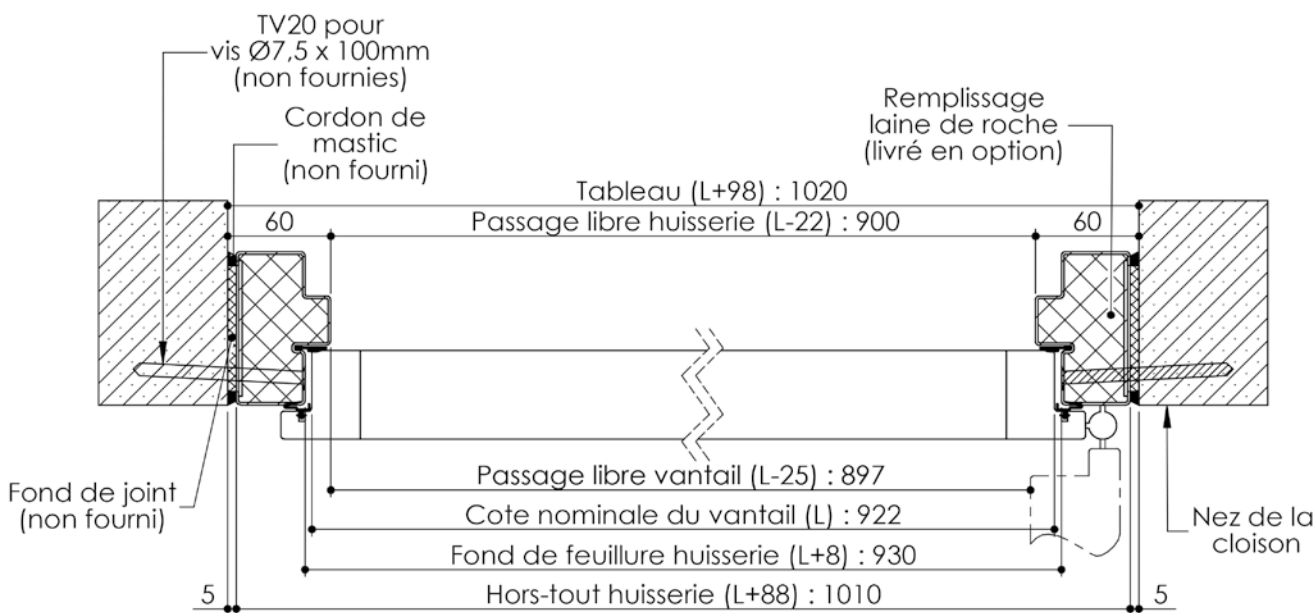 TV20 pour
vis Ø7,5 x 100mm
(non fournies)
Cordon de
mastic
(non fourni)
Remplissage
laine de roche
(livré en option)
Tableau (L+98) : 1020
60
Passage libre huisserie (L-22) : 900
60
Passage libre vantail (L-25) : 897
Fond de joint
(non fourni)
Cote nominale du vantail (L) : 922
Nez de la
cloison
Fond de feuillure huisserie (L+8) : 930
5
Hors-tout huisserie (L+88) : 1010
5